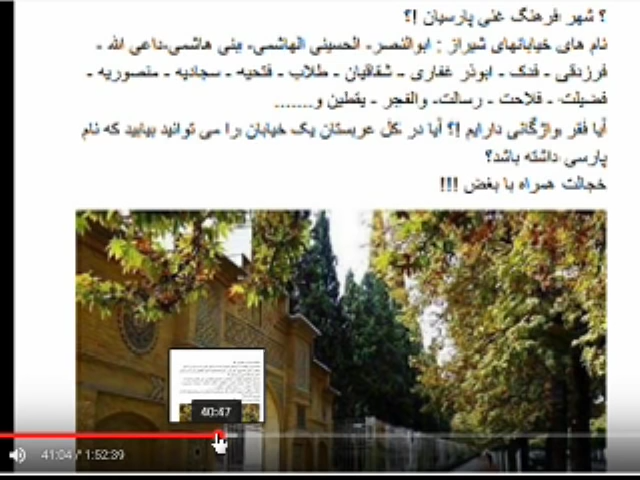 ؟ شهر فرهنگ غنی پارسیان !؟
نام های خیابانهای شیراز : ابوالنصر- الحسینی الهاشمی- بنی هاشمی-داعی الله -
فرزدقی - فدک - ابوذر غفاری - شقاقیان - طلاب - فتحیه - سجادیه - منصوریه -
فضیلت - فلاحت - رسالت- والفجر - یقطین و.......
آیا فقر واژگانی داریم !؟ آیا در کل عربستان یک خیابان را می توانید بیابید که نام
پارسی داشته باشد؟
خجالت همراه با بغض !!!
40:47
41:04 / 1:52:39